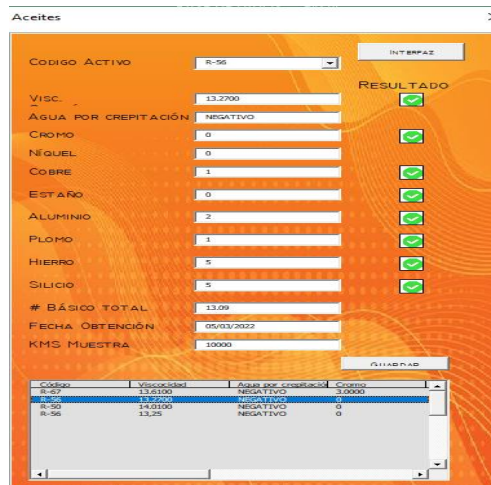 Aceites
INTERFAZ
CODIGO ACTIVO R-56
RESULTADO
VISC. 13.2700
AGUA POR CREPITACIÓN NEGATIVO
CROMO 0
NÍQUEL 0
COBRE 1
ESTAÑO 0
ALUMINIO 2
PLOMO 1
HIERRO 5
SILICIO 5
# BÁSICO TOTAL 13.09
FECHA OBTENCIÓN 05/03/2022
KMS MUESTRA 10000
GUARDAR
Código Viscocidad Agua por crepitació Cromo
R-67 13,6100 NEGATIVO 3.0000
R-56 13.2700 NEGATIVO 0
R-50 14.0100 NEGATIVO 0
R-56 13,25 NEGATIVO 0